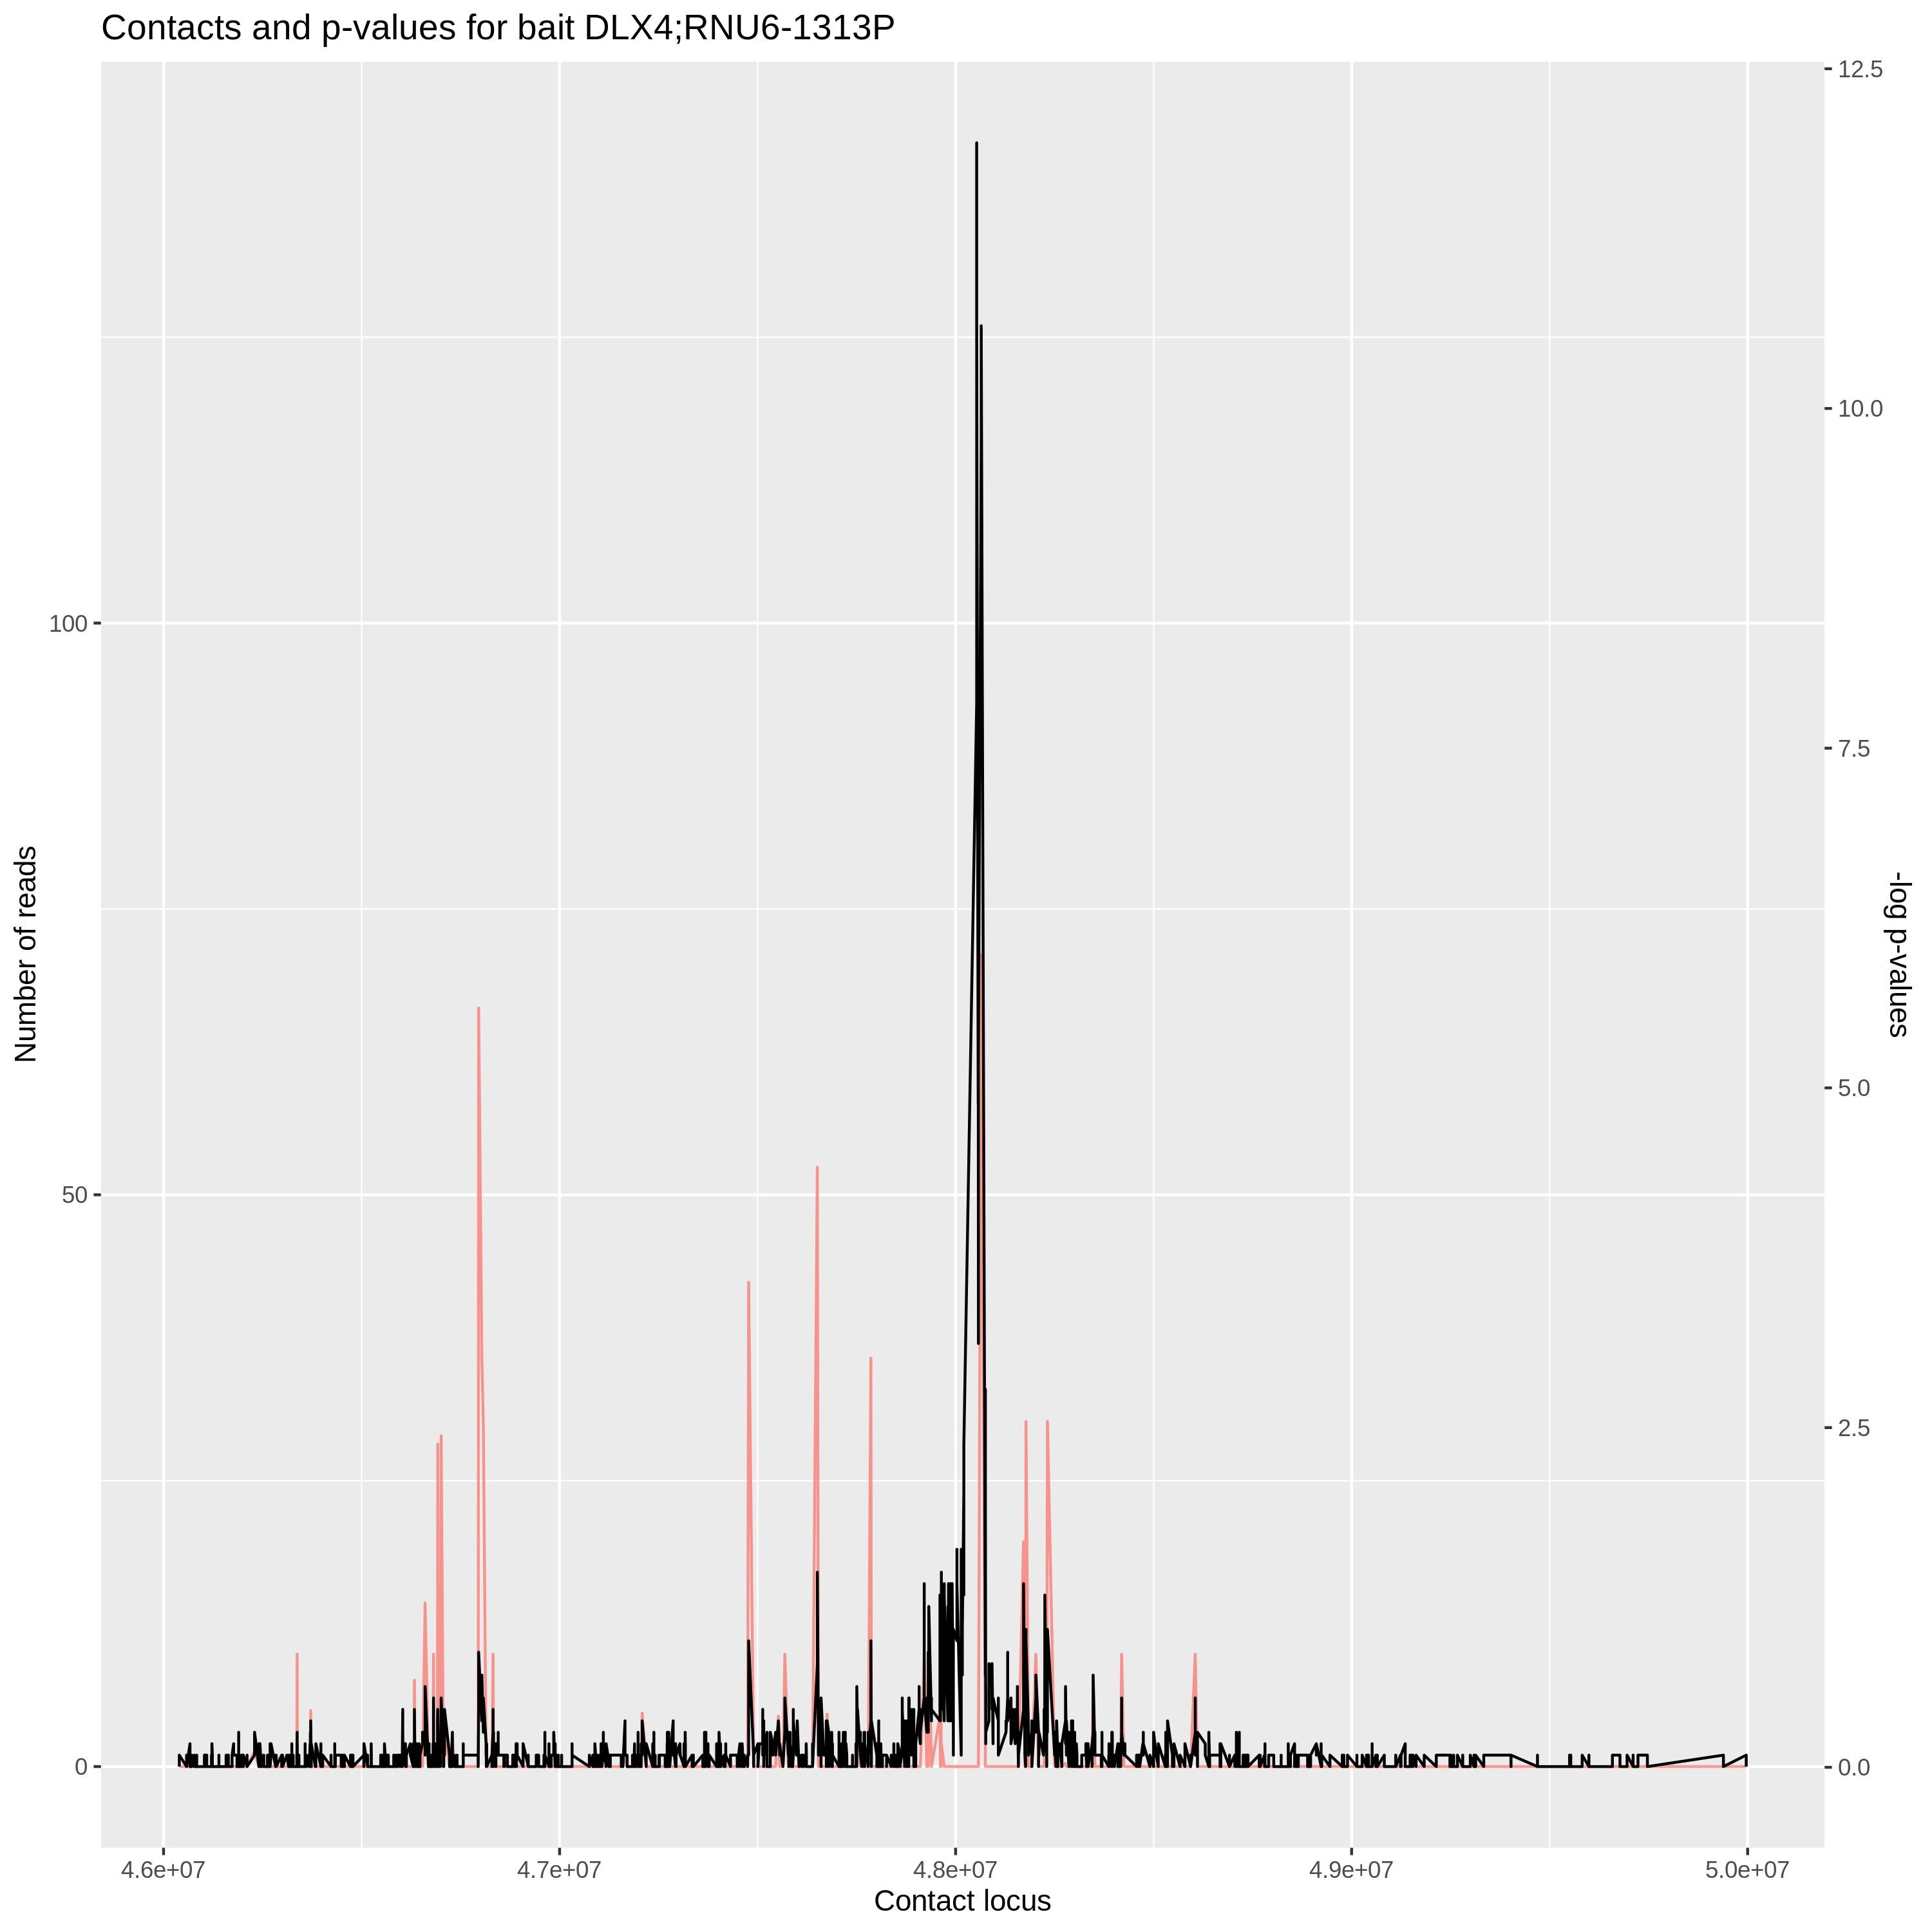 Contacts and p-values for bait DLX4;RNU6-1313P
12.5
10.0
100
7.5
Number of reads
-log p-values
5.0
50
2.5
0
0.0
4.6e+07 4.7e+07 4.8e+07 4.9e+07 5.0e+07
Contact locus